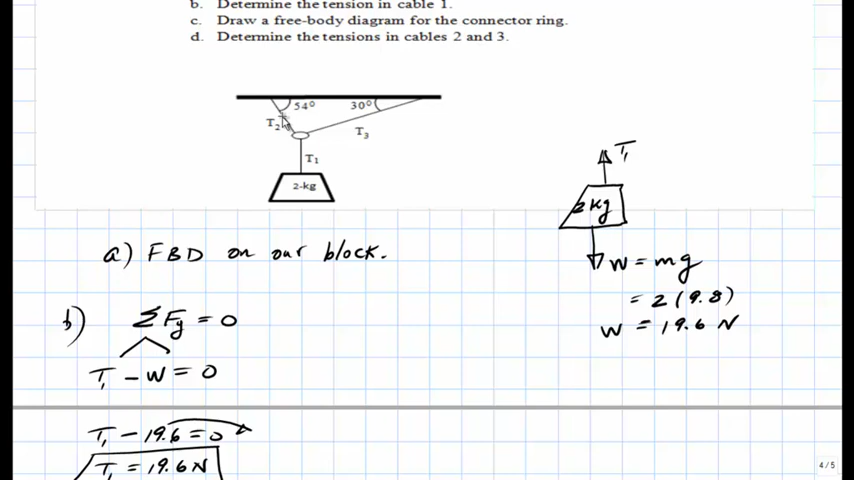 b. Determine the tension in cable 1.
c. Draw a free-body diagram for the connector ring.
d. Determine the tensions in cables 2 and 3.
54° 30°
T2
T3
T1
2-kg
T1
2 kg
a) FBD on our block.
W = mg
= 2 (9.8)
W = 19.6 N
b) ΣFy = 0
T1 - W = 0
T1 - 19.6 = 0
T1 = 19.6 N
4/5